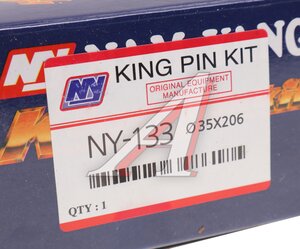 NY
KING PIN KIT
ORIGINAL EQUIPMENT
MANUFACTURE
NY-133 Ø35X206
QTY : 1